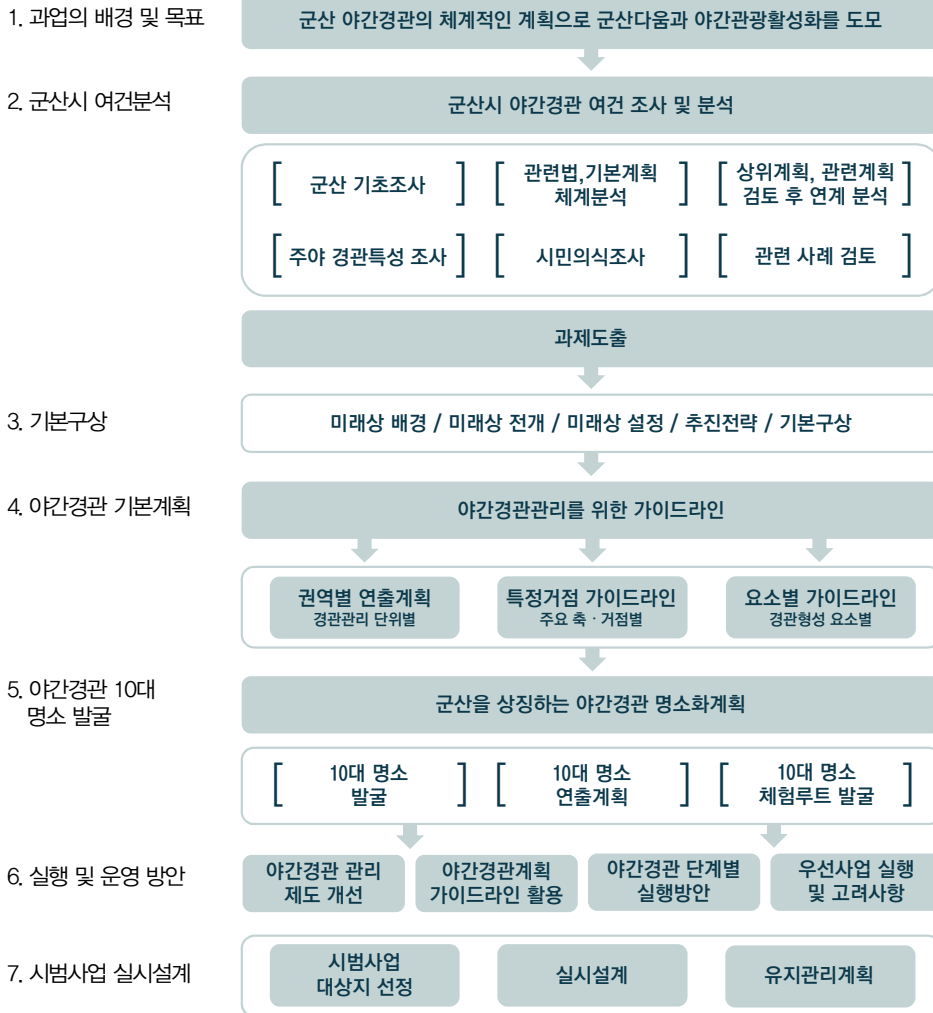 1. 과업의 배경 및 목표
군산 야간경관의 체계적인 계획으로 군산다움과 야간관광활성화를 도모
2. 군산시 여건분석
군산시 야간경관 여건 조사 및 분석
[ 군산 기초조사 ]
[ 관련법,기본계획
체계분석 ]
[ 상위계획, 관련계획
검토 후 연계 분석 ]
[ 주야 경관특성 조사 ]
[ 시민의식조사 ]
[ 관련 사례 검토 ]
과제도출
3. 기본구상
미래상 배경 / 미래상 전개 / 미래상 설정 / 추진전략 / 기본구상
4. 야간경관 기본계획
야간경관관리를 위한 가이드라인
권역별 연출계획
경관관리 단위별
특정거점 가이드라인
주요 축 · 거점별
요소별 가이드라인
경관형성 요소별
5. 야간경관 10대
명소 발굴
군산을 상징하는 야간경관 명소화계획
[ 10대 명소
발굴 ]
[ 10대 명소
연출계획 ]
[ 10대 명소
체험루트 발굴 ]
6. 실행 및 운영 방안
야간경관 관리
제도 개선
야간경관계획
가이드라인 활용
야간경관 단계별
실행방안
우선사업 실행
및 고려사항
7. 시범사업 실시설계
시범사업
대상지 선정
실시설계
유지관리계획